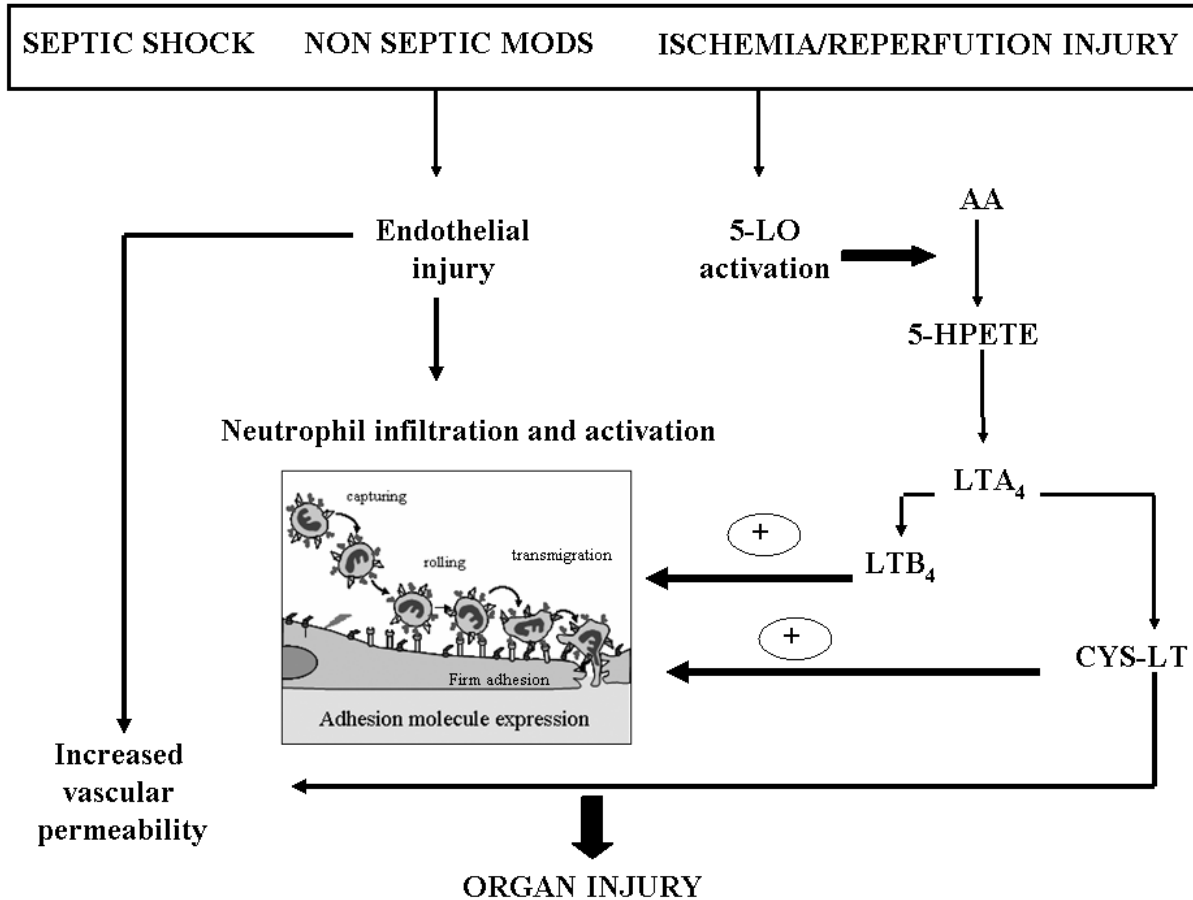 SEPTIC SHOCK NON SEPTIC MODS ISCHEMIA/REPERFUTION INJURY
Endothelial
injury
5-LO
activation
AA
5-HPETE
Neutrophil infiltration and activation
LTA₄
capturing
rolling
transmigration
+
LTB₄
+
CYS-LT
Firm adhesion
Adhesion molecule expression
Increased
vascular
permeability
ORGAN INJURY